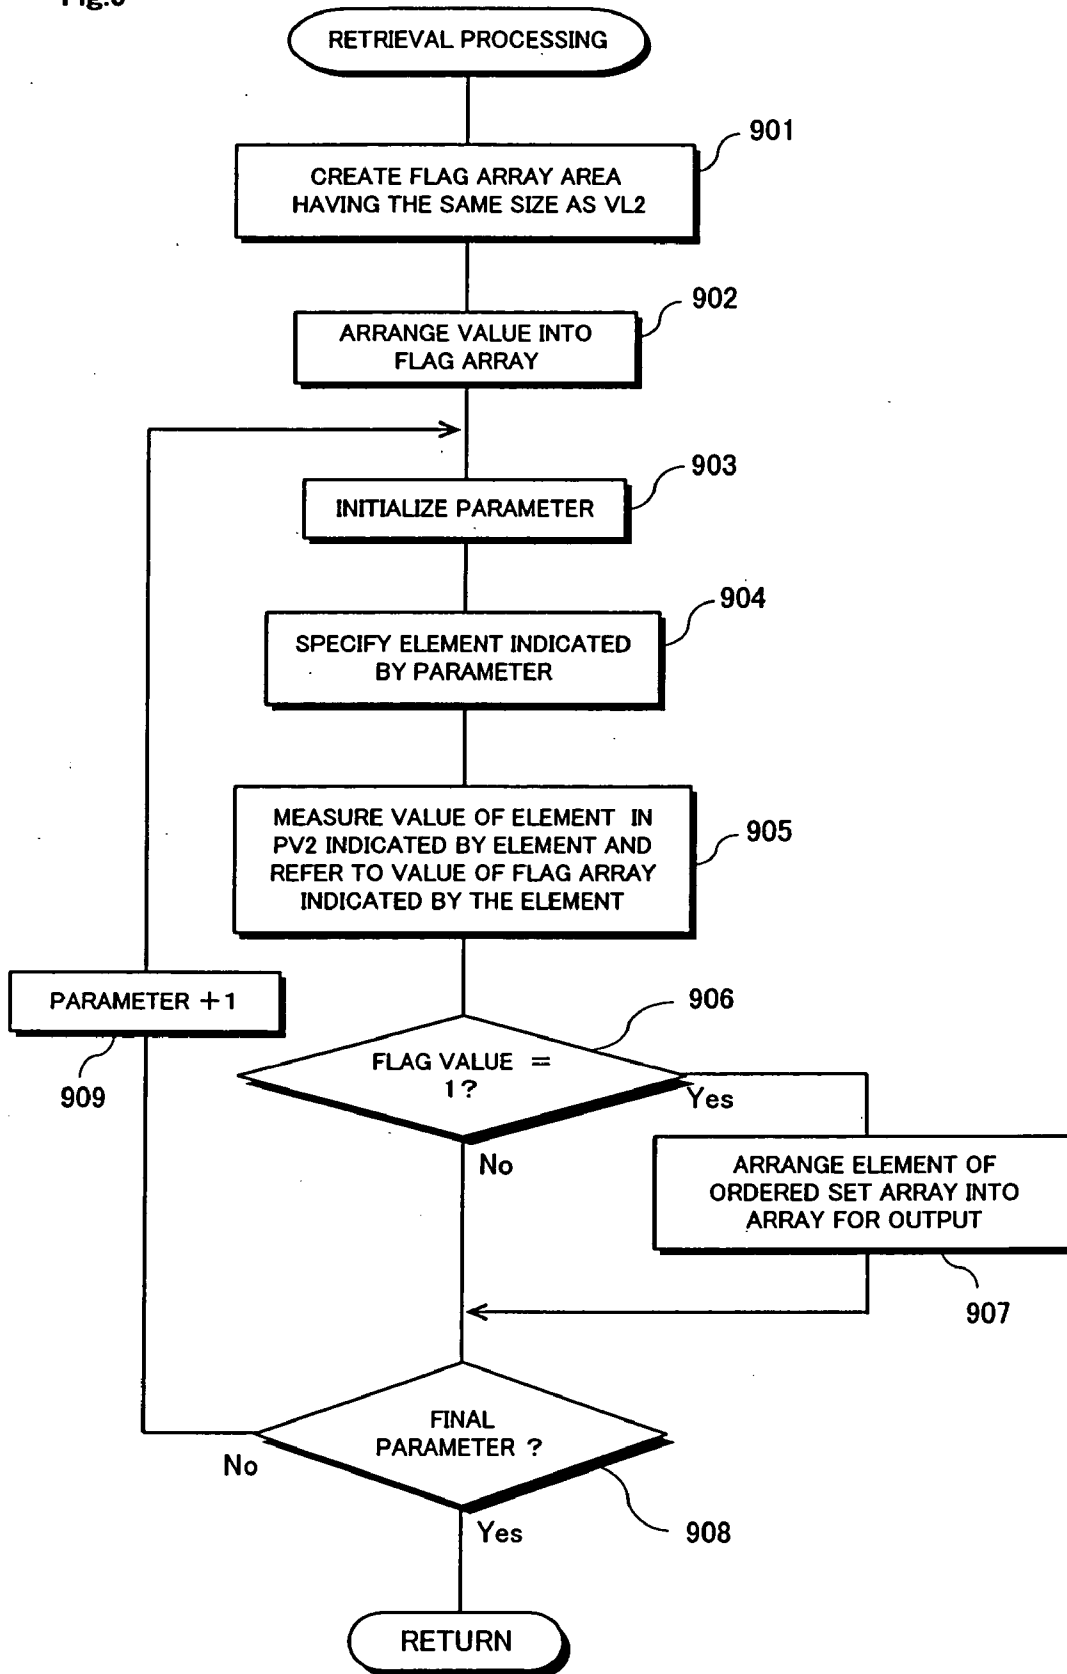 RETRIEVAL PROCESSING
901
CREATE FLAG ARRAY AREA
HAVING THE SAME SIZE AS VL2
902
ARRANGE VALUE INTO
FLAG ARRAY
903
INITIALIZE PARAMETER
904
SPECIFY ELEMENT INDICATED
BY PARAMETER
905
MEASURE VALUE OF ELEMENT IN
PV2 INDICATED BY ELEMENT AND
REFER TO VALUE OF FLAG ARRAY
INDICATED BY THE ELEMENT
PARAMETER +1
909
906
FLAG VALUE =
1?
Yes
No
ARRANGE ELEMENT OF
ORDERED SET ARRAY INTO
ARRAY FOR OUTPUT
907
FINAL
PARAMETER ?
No
Yes
908
RETURN